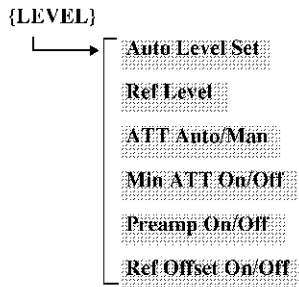 {LEVEL}
Auto Level Set
Ref Level
ATT Auto/Man
Min ATT On/Off
Preamp On/Off
Ref Offset On/Off